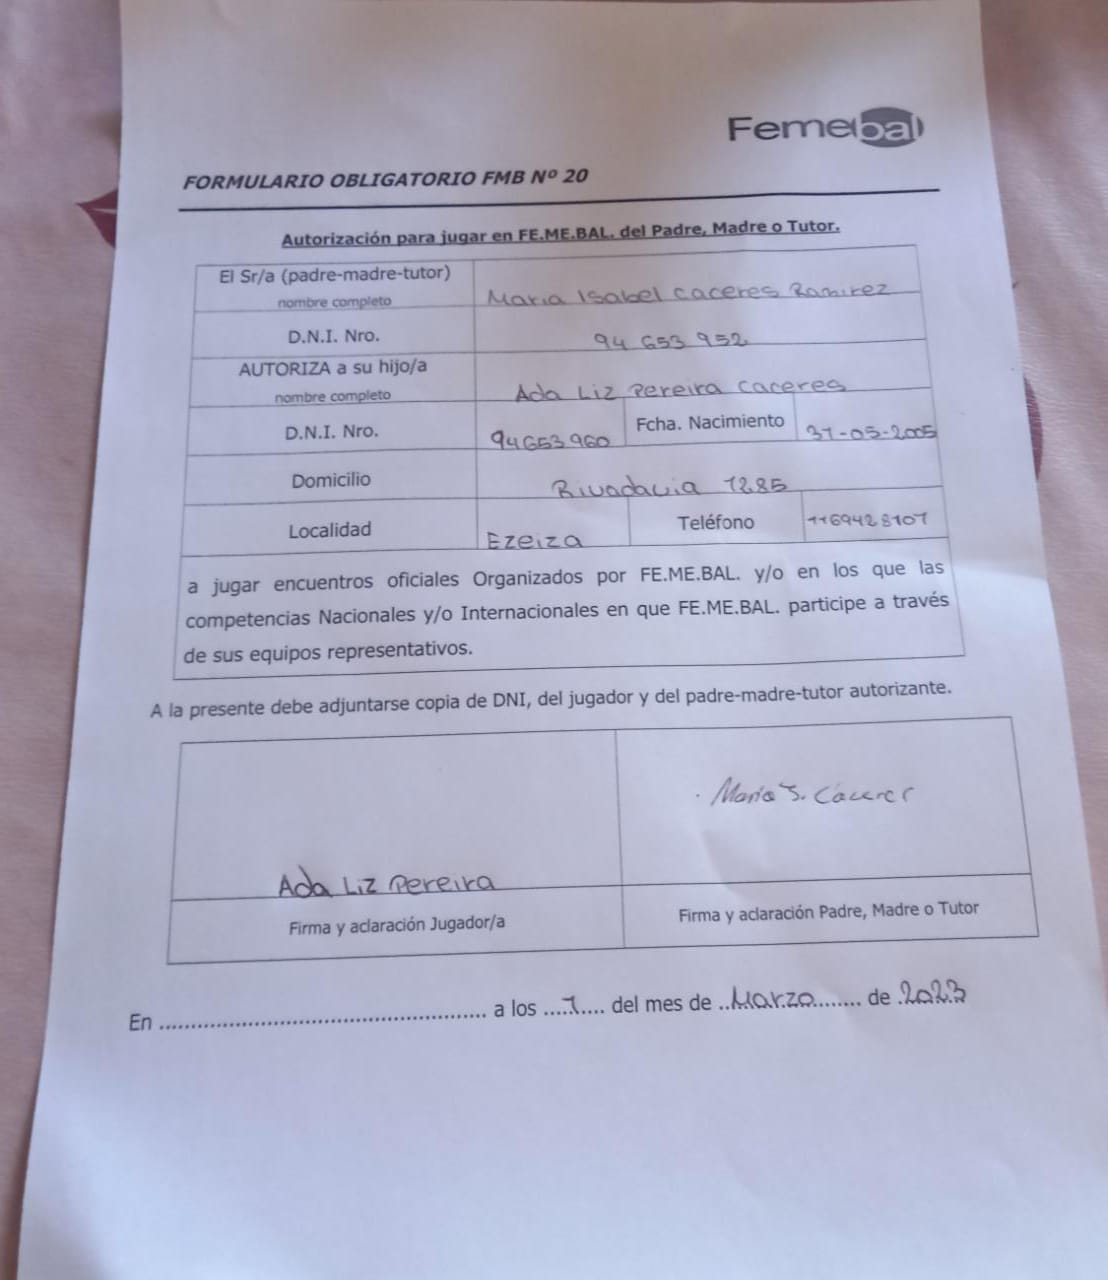 Femebal
FORMULARIO OBLIGATORIO FMB Nº 20
Autorización para jugar en FE.ME.BAL. del Padre, Madre o Tutor.
El Sr/a (padre-madre-tutor)
nombre completo
Maria Isabel Caceres Ramirez
D.N.I. Nro.
94 653 952
AUTORIZA a su hijo/a
nombre completo
Ada Liz Pereira Caceres
D.N.I. Nro.
94653960
Fcha. Nacimiento
31-05-2005
Domicilio
Rivadavia 1285
Localidad
Ezeiza
Teléfono
1169428107
a jugar encuentros oficiales Organizados por FE.ME.BAL. y/o en los que las
competencias Nacionales y/o Internacionales en que FE.ME.BAL. participe a través
de sus equipos representativos.
A la presente debe adjuntarse copia de DNI, del jugador y del padre-madre-tutor autorizante.
Ada Liz Pereira
Maria I. Caceres
Firma y aclaración Jugador/a
Firma y aclaración Padre, Madre o Tutor
En ................................................ a los .....1.... del mes de ..Marzo........ de .2023